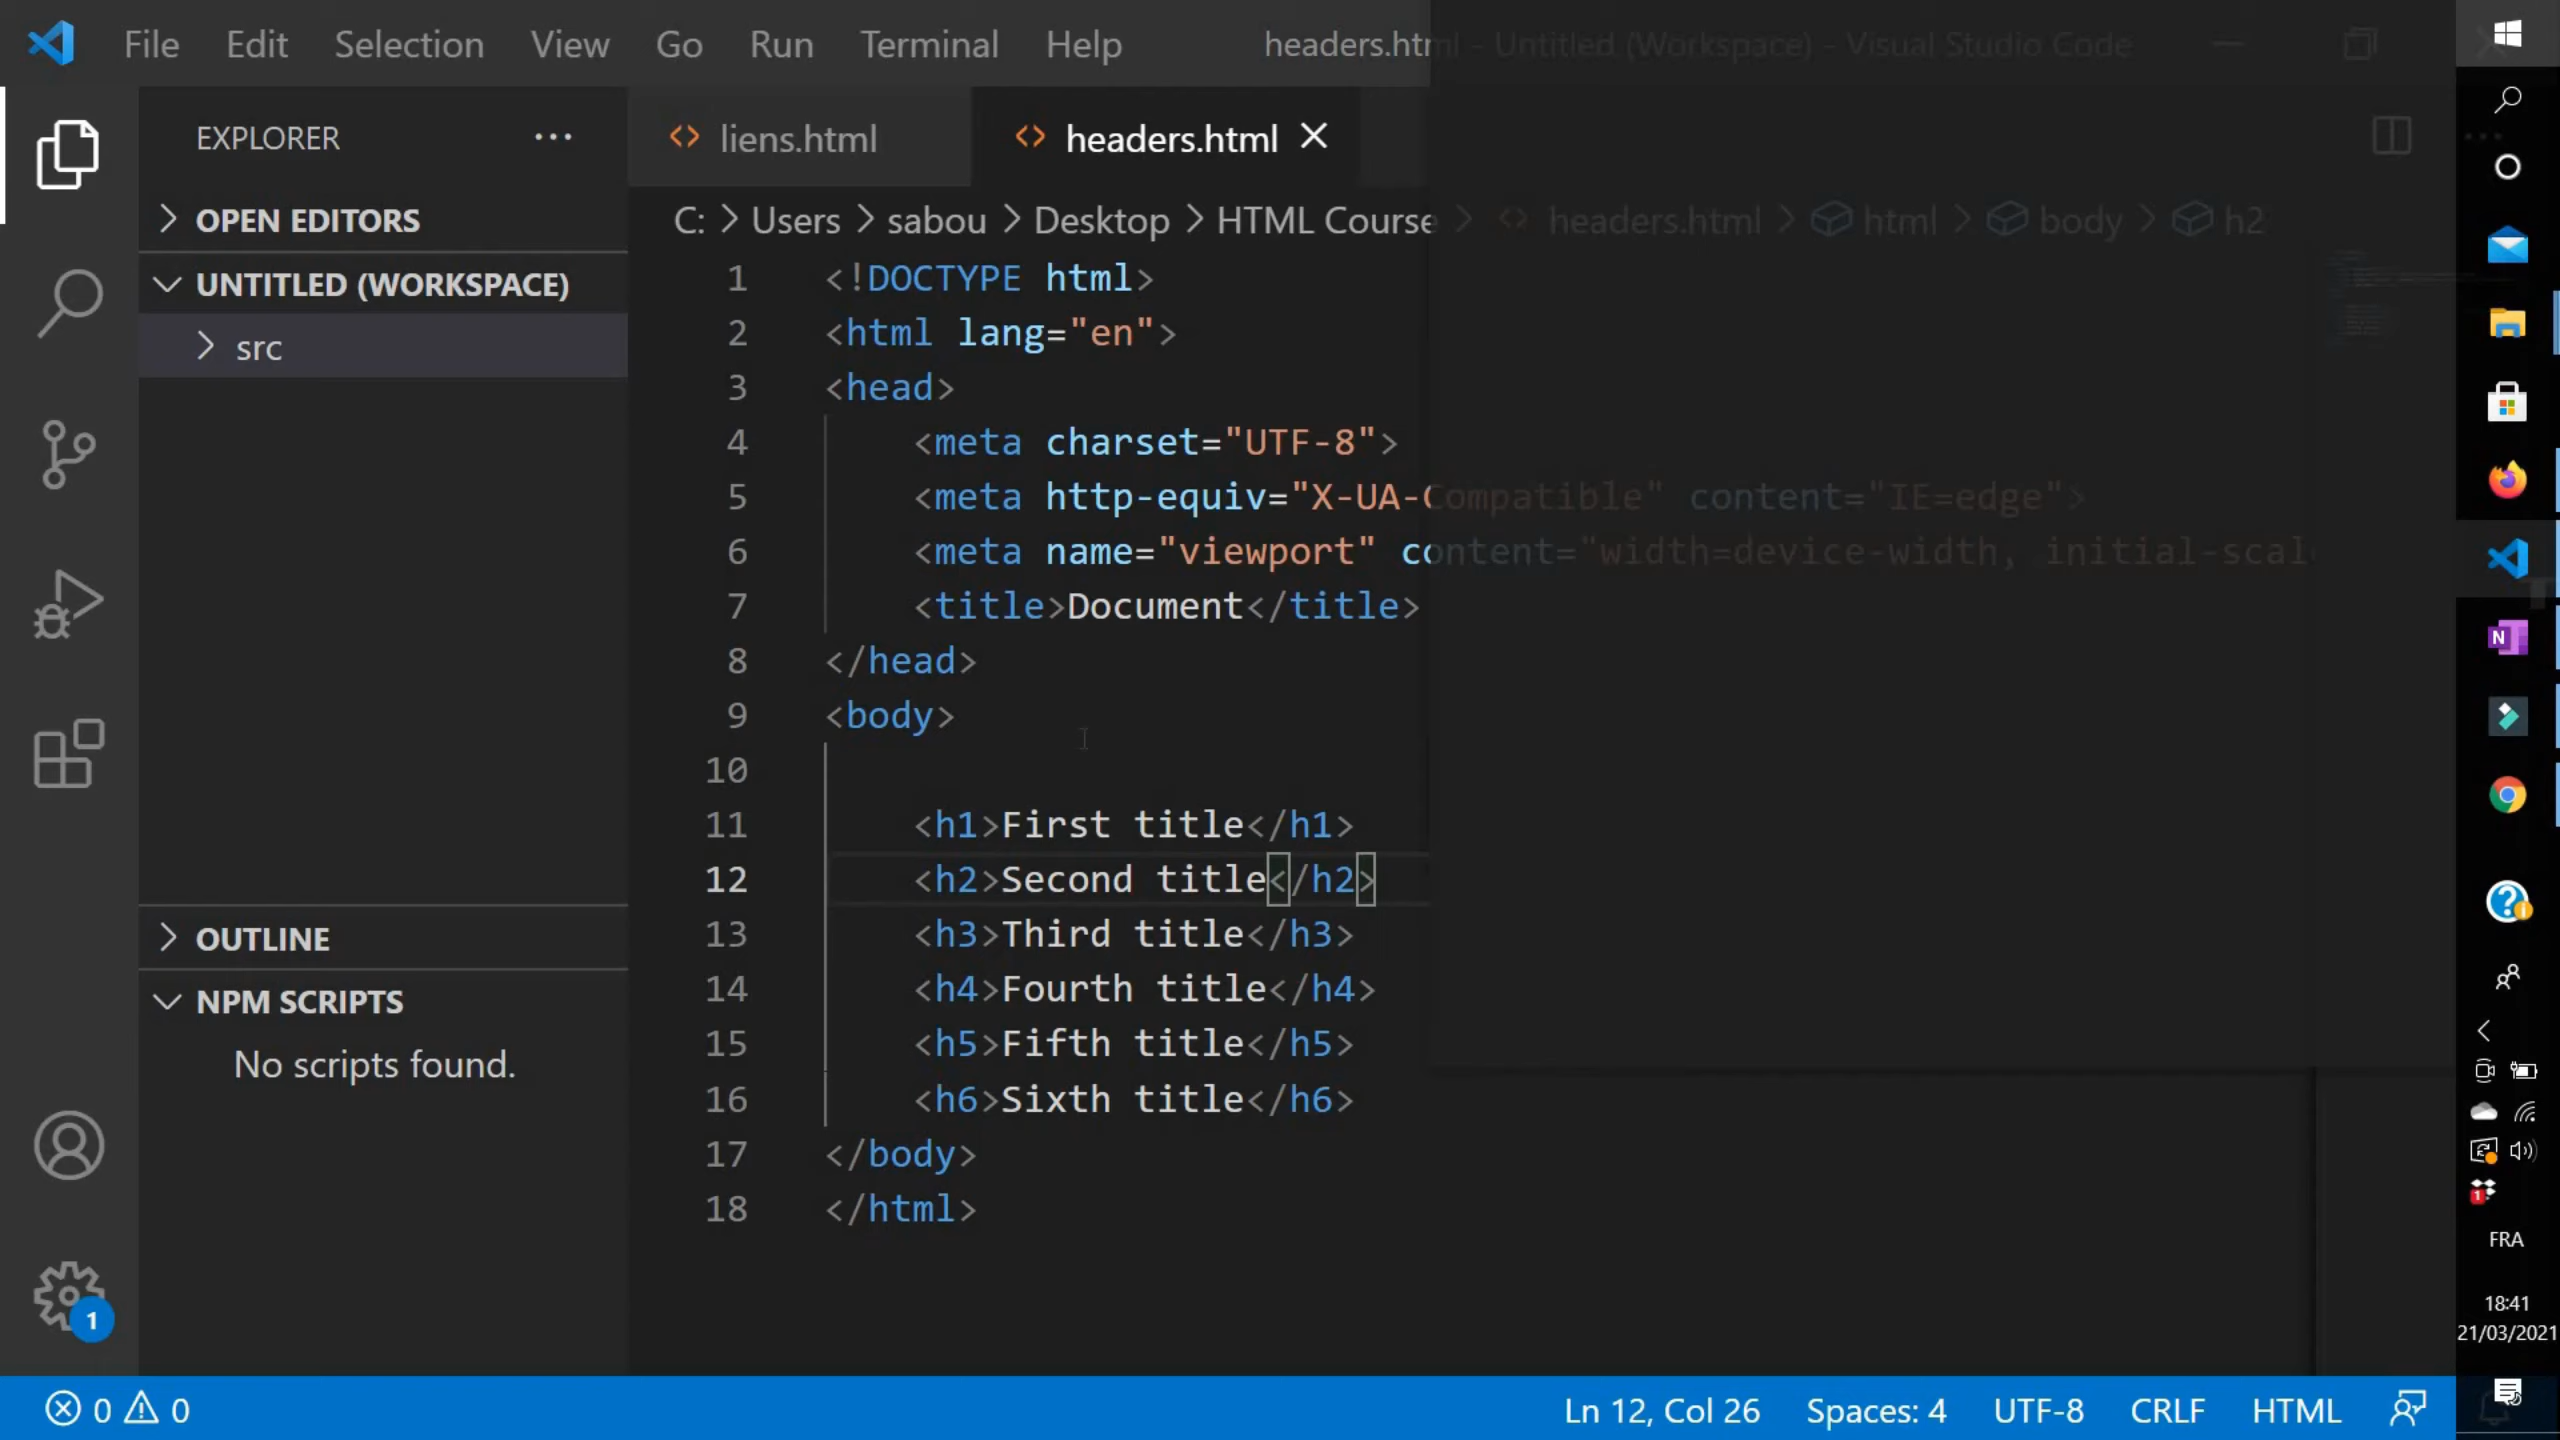 File Edit Selection View Go Run Terminal Help headers.html - Untitled (Workspace) - Visual Studio Code
EXPLORER
OPEN EDITORS
UNTITLED (WORKSPACE)
src
OUTLINE
NPM SCRIPTS
No scripts found.
1
liens.html headers.html
C: > Users > sabou > Desktop > HTML Course > headers.html > html > body > h2
1 <!DOCTYPE html>
2 <html lang="en">
3 <head>
4 <meta charset="UTF-8">
5 <meta http-equiv="X-UA-Compatible" content="IE=edge">
6 <meta name="viewport" content="width=device-width, initial-scal
7 <title>Document</title>
8 </head>
9 <body>
10
11 <h1>First title</h1>
12 <h2>Second title</h2>
13 <h3>Third title</h3>
14 <h4>Fourth title</h4>
15 <h5>Fifth title</h5>
16 <h6>Sixth title</h6>
17 </body>
18 </html>
0 0 Ln 12, Col 26 Spaces: 4 UTF-8 CRLF HTML
N
1
FRA
18:41
21/03/2021